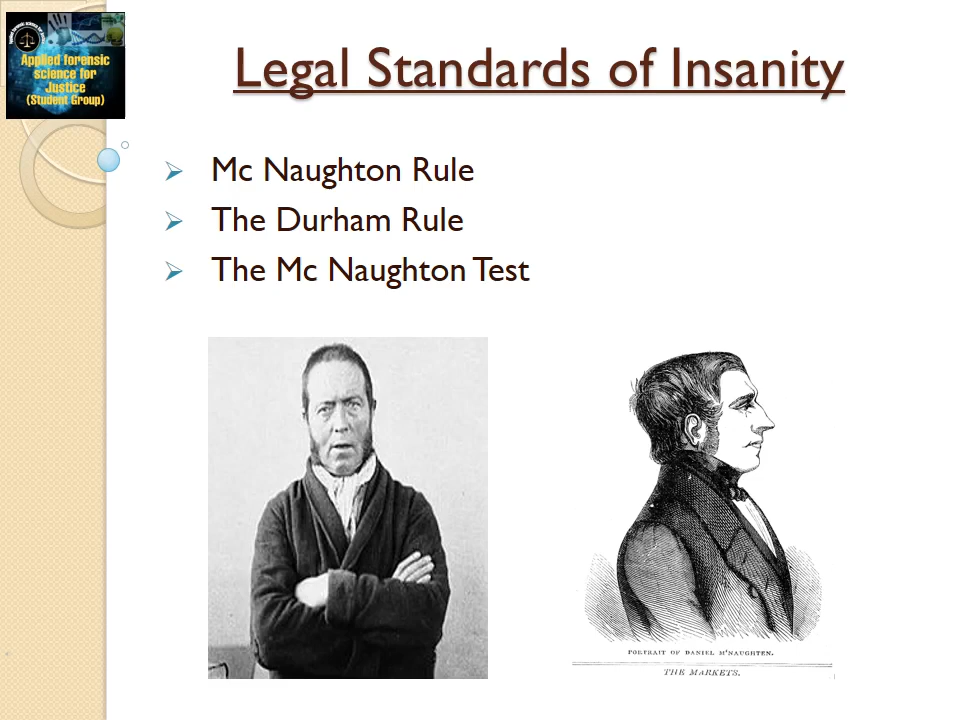 Applied forensic
science for
Justice
(Student Group)
Legal Standards of Insanity
Mc Naughton Rule
The Durham Rule
The Mc Naughton Test
PORTRAIT OF DANIEL M'NAUGHTEN.
THE MARKETS.